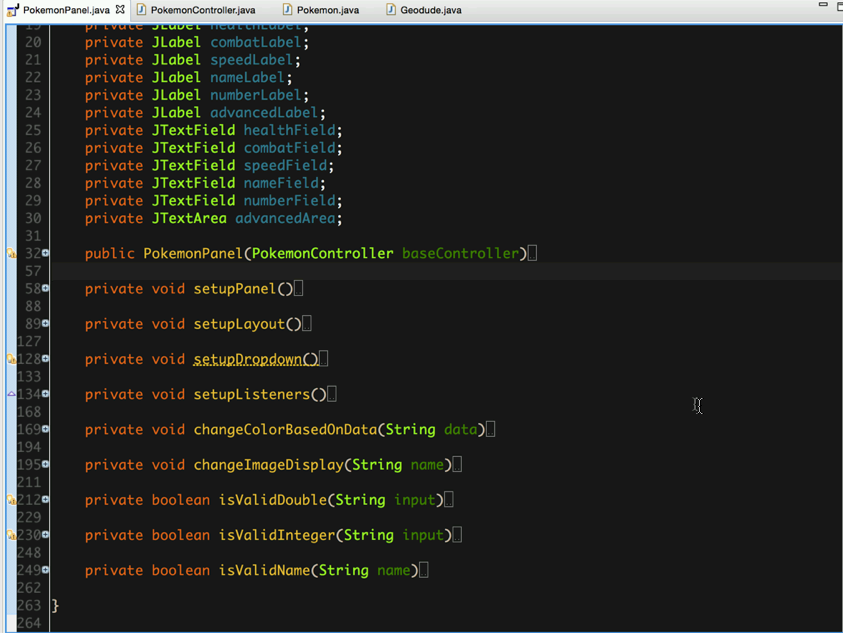 PokemonPanel.java PokemonController.java Pokemon.java Geodude.java
19 private JLabel healthLabel;
20 private JLabel combatLabel;
21 private JLabel speedLabel;
22 private JLabel nameLabel;
23 private JLabel numberLabel;
24 private JLabel advancedLabel;
25 private JTextField healthField;
26 private JTextField combatField;
27 private JTextField speedField;
28 private JTextField nameField;
29 private JTextField numberField;
30 private JTextArea advancedArea;
31
32 public PokemonPanel(PokemonController baseController)
57
58 private void setupPanel()
88
89 private void setupLayout()
127
128 private void setupDropdown()
133
134 private void setupListeners()
168
169 private void changeColorBasedOnData(String data)
194
195 private void changeImageDisplay(String name)
211
212 private boolean isValidDouble(String input)
229
230 private boolean isValidInteger(String input)
248
249 private boolean isValidName(String name)
262
263 }
264